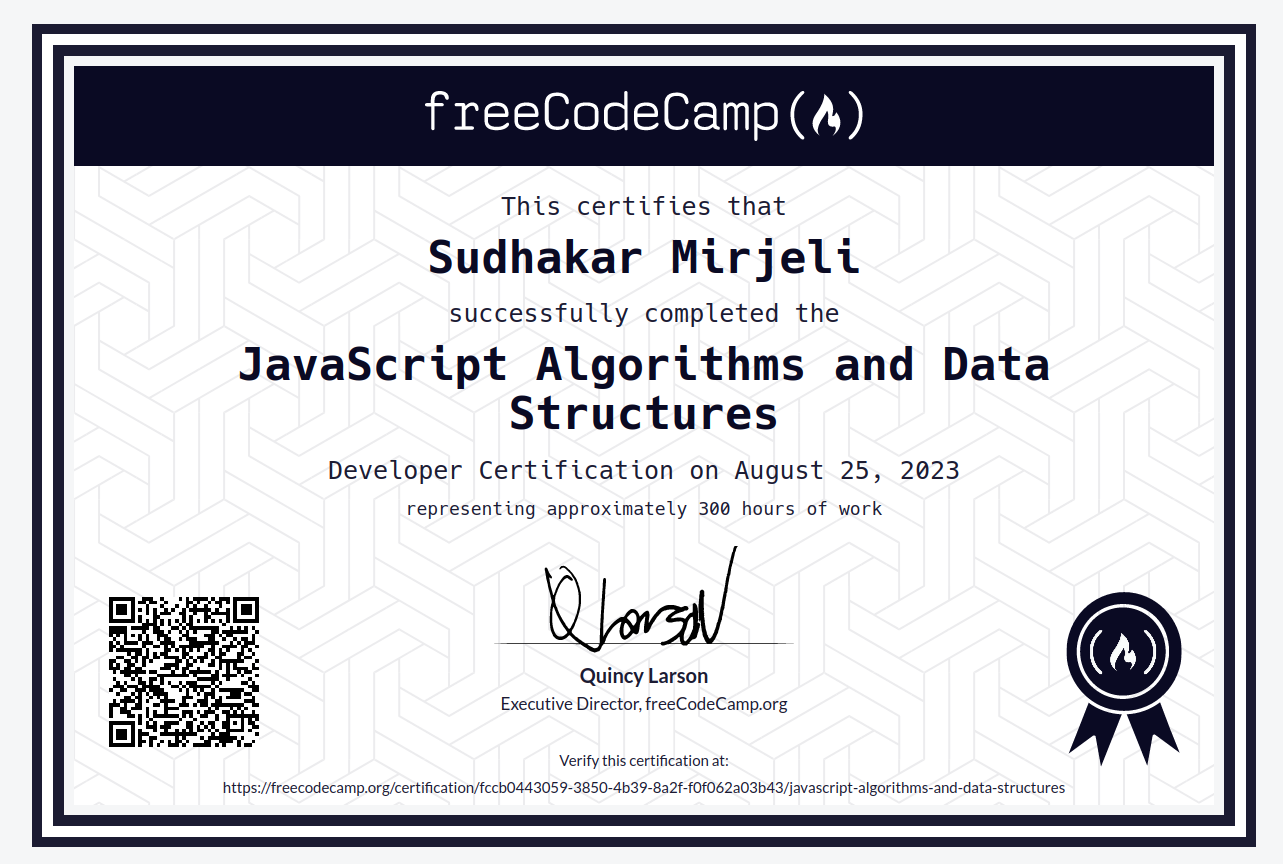 freeCodeCamp(🔥)
This certifies that
Sudhakar Mirjeli
successfully completed the
JavaScript Algorithms and Data
Structures
Developer Certification on August 25, 2023
representing approximately 300 hours of work
Quincy Larson
Executive Director, freeCodeCamp.org
Verify this certification at:
https://freecodecamp.org/certification/fccb0443059-3850-4b39-8a2f-f0f062a03b43/javascript-algorithms-and-data-structures